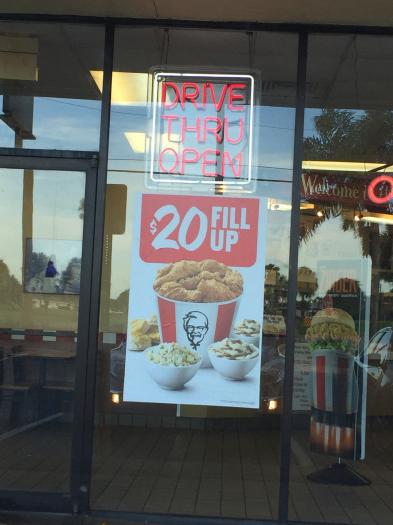 DRIVE
THRU
OPEN
$20 FILL
UP
Welcome